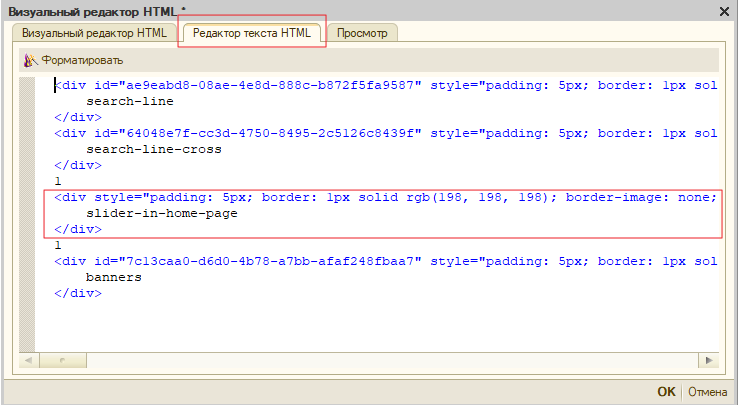 Визуальный редактор HTML *
Визуальный редактор HTML Редактор текста HTML Просмотр
Форматировать
<div id="ae9eabd8-08ae-4e8d-888c-b872f5fa9587" style="padding: 5px; border: 1px sol
search-line
</div>
<div id="64048e7f-cc3d-4750-8495-2c5126c8439f" style="padding: 5px; border: 1px sol
search-line-cross
</div>
1
<div style="padding: 5px; border: 1px solid rgb(198, 198, 198); border-image: none;
slider-in-home-page
</div>
1
<div id="7c13caa0-d6d0-4b78-a7bb-afaf248fbaa7" style="padding: 5px; border: 1px sol
banners
</div>
OK Отмена